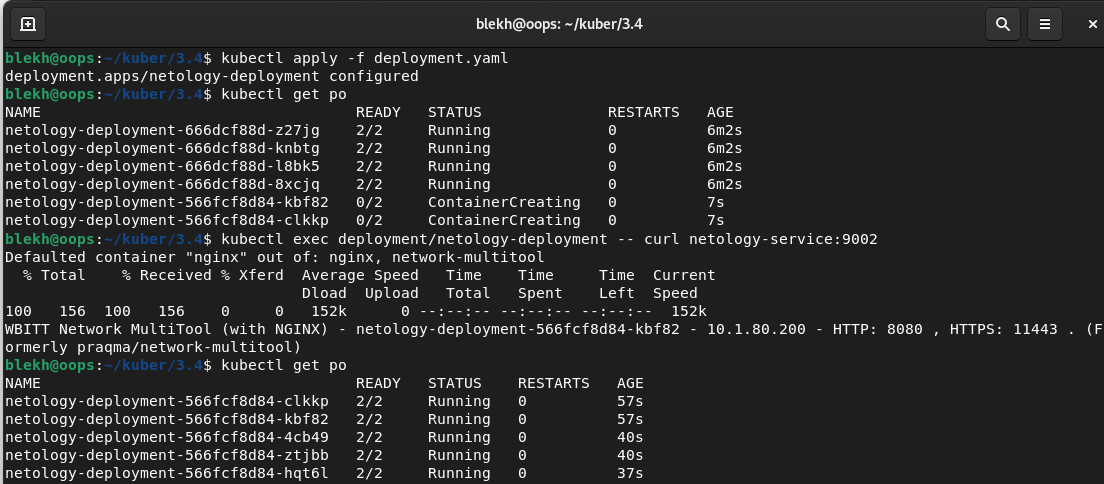 blekh@oops: ~/kuber/3.4
blekh@oops:~/kuber/3.4$ kubectl apply -f deployment.yaml
deployment.apps/netology-deployment configured
blekh@oops:~/kuber/3.4$ kubectl get po
NAME                                   READY   STATUS              RESTARTS   AGE
netology-deployment-666dcf88d-z27jg    2/2     Running             0          6m2s
netology-deployment-666dcf88d-knbtg    2/2     Running             0          6m2s
netology-deployment-666dcf88d-l8bk5    2/2     Running             0          6m2s
netology-deployment-666dcf88d-8xcjq    2/2     Running             0          6m2s
netology-deployment-566fcf8d84-kbf82   0/2     ContainerCreating   0          7s
netology-deployment-566fcf8d84-clkkp   0/2     ContainerCreating   0          7s
blekh@oops:~/kuber/3.4$ kubectl exec deployment/netology-deployment -- curl netology-service:9002
Defaulted container "nginx" out of: nginx, network-multitool
  % Total    % Received % Xferd  Average Speed   Time    Time     Time  Current
                                 Dload  Upload   Total   Spent    Left  Speed
100   156  100   156    0     0   152k      0 --:--:-- --:--:-- --:--:--  152k
WBITT Network MultiTool (with NGINX) - netology-deployment-566fcf8d84-kbf82 - 10.1.80.200 - HTTP: 8080 , HTTPS: 11443 . (F
ormerly praqma/network-multitool)
blekh@oops:~/kuber/3.4$ kubectl get po
NAME                                   READY   STATUS    RESTARTS   AGE
netology-deployment-566fcf8d84-clkkp   2/2     Running   0          57s
netology-deployment-566fcf8d84-kbf82   2/2     Running   0          57s
netology-deployment-566fcf8d84-4cb49   2/2     Running   0          40s
netology-deployment-566fcf8d84-ztjbb   2/2     Running   0          40s
netology-deployment-566fcf8d84-hqt6l   2/2     Running   0          37s